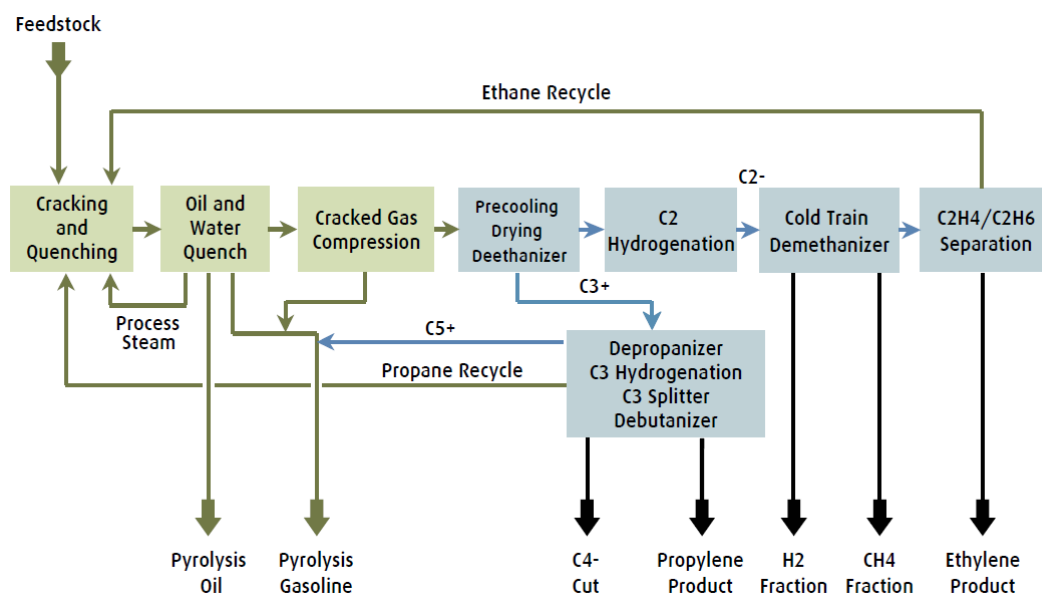 Feedstock
Ethane Recycle
C2-
Cracking
and
Quenching
Oil and
Water
Quench
Cracked Gas
Compression
Precooling
Drying
Deethanizer
C2
Hydrogenation
Cold Train
Demethanizer
C2H4/C2H6
Separation
C3+
Process
Steam
C5+
Propane Recycle
Depropanizer
C3 Hydrogenation
C3 Splitter
Debutanizer
Pyrolysis
Oil
Pyrolysis
Gasoline
C4-
Cut
Propylene
Product
H2
Fraction
CH4
Fraction
Ethylene
Product